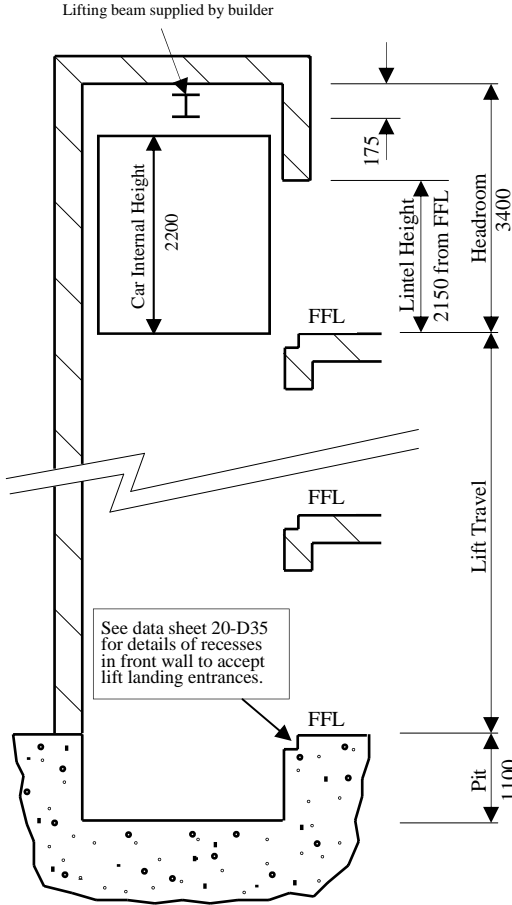 Lifting beam supplied by builder
175
Headroom
3400
Car Internal Height
2200
Lintel Height
2150 from FFL
FFL
FFL
Lift Travel
See data sheet 20-D35
for details of recesses
in front wall to accept
lift landing entrances.
FFL
Pit
1100